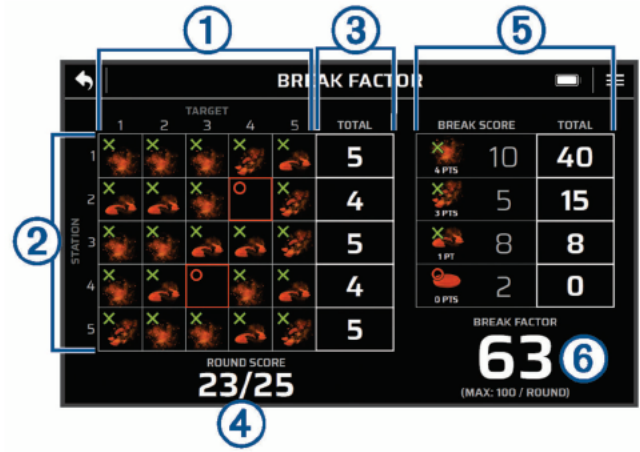 1 3 5
BREAK FACTOR
TARGET
1 2 3 4 5 TOTAL
BREAK SCORE TOTAL
1 5
4 PTS 10 40
2 4
3 PTS 5 15
2 STATION
3 5
1 PT 8 8
4 4
0 PTS 2 0
5 5
BREAK FACTOR
63 6
ROUND SCORE
23/25
(MAX: 100 / ROUND)
4